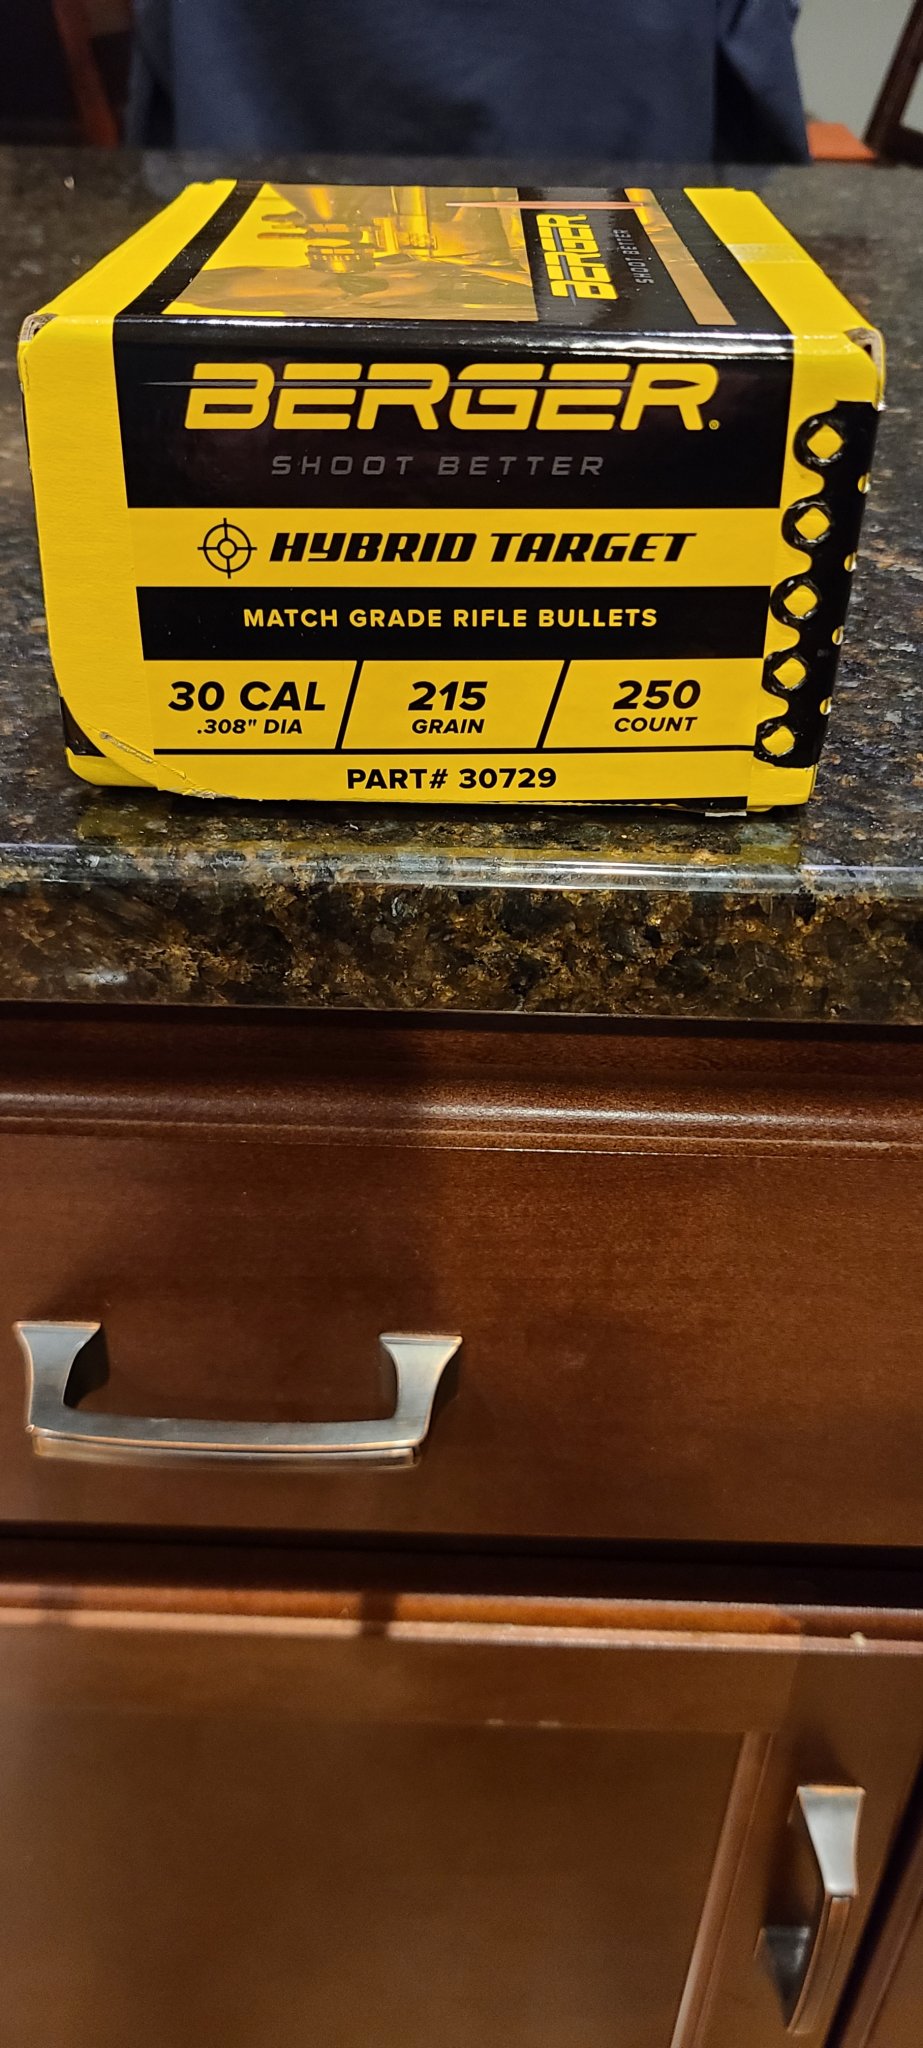 BERGER
SHOOT BETTER
BERGER.
SHOOT BETTER
HYBRID TARGET
MATCH GRADE RIFLE BULLETS
30 CAL 215 250
.308" DIA GRAIN COUNT
PART# 30729